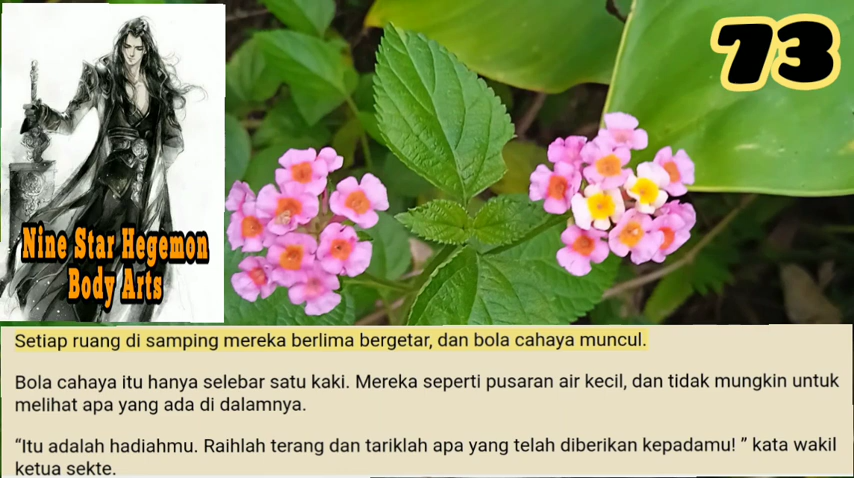 73
Nine Star Hegemon
Body Arts
Setiap ruang di samping mereka berlima bergetar, dan bola cahaya muncul.
Bola cahaya itu hanya selebar satu kaki. Mereka seperti pusaran air kecil, dan tidak mungkin untuk
melihat apa yang ada di dalamnya.
“Itu adalah hadiahmu. Raihlah terang dan tariklah apa yang telah diberikan kepadamu! ” kata wakil
ketua sekte.